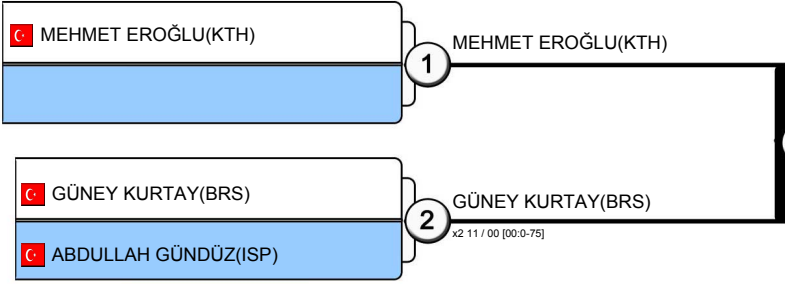 MEHMET EROĞLU(KTH)
1
MEHMET EROĞLU(KTH)
GÜNEY KURTAY(BRS)
2
GÜNEY KURTAY(BRS)
x2 11 / 00 [00:0-75]
ABDULLAH GÜNDÜZ(ISP)